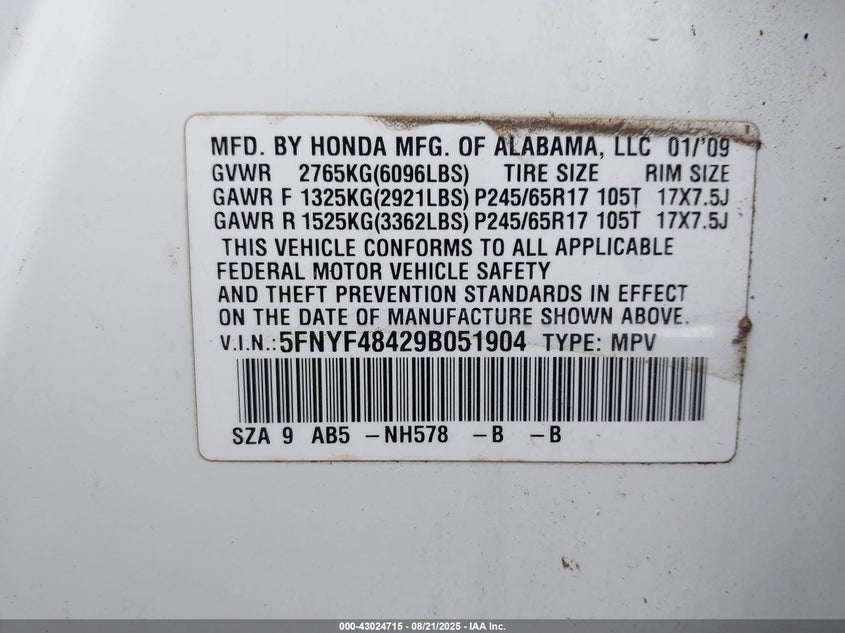 MFD. BY HONDA MFG. OF ALABAMA, LLC 01/'09
GVWR 2765KG(6096LBS) TIRE SIZE RIM SIZE
GAWR F 1325KG(2921LBS) P245/65R17 105T 17X7.5J
GAWR R 1525KG(3362LBS) P245/65R17 105T 17X7.5J
THIS VEHICLE CONFORMS TO ALL APPLICABLE
FEDERAL MOTOR VEHICLE SAFETY
AND THEFT PREVENTION STANDARDS IN EFFECT
ON THE DATE OF MANUFACTURE SHOWN ABOVE.
V.I.N.:5FNYF48429B051904 TYPE: MPV
SZA 9 AB5 -NH578 -B -B
000-43024715 - 08/21/2025 - IAA Inc.